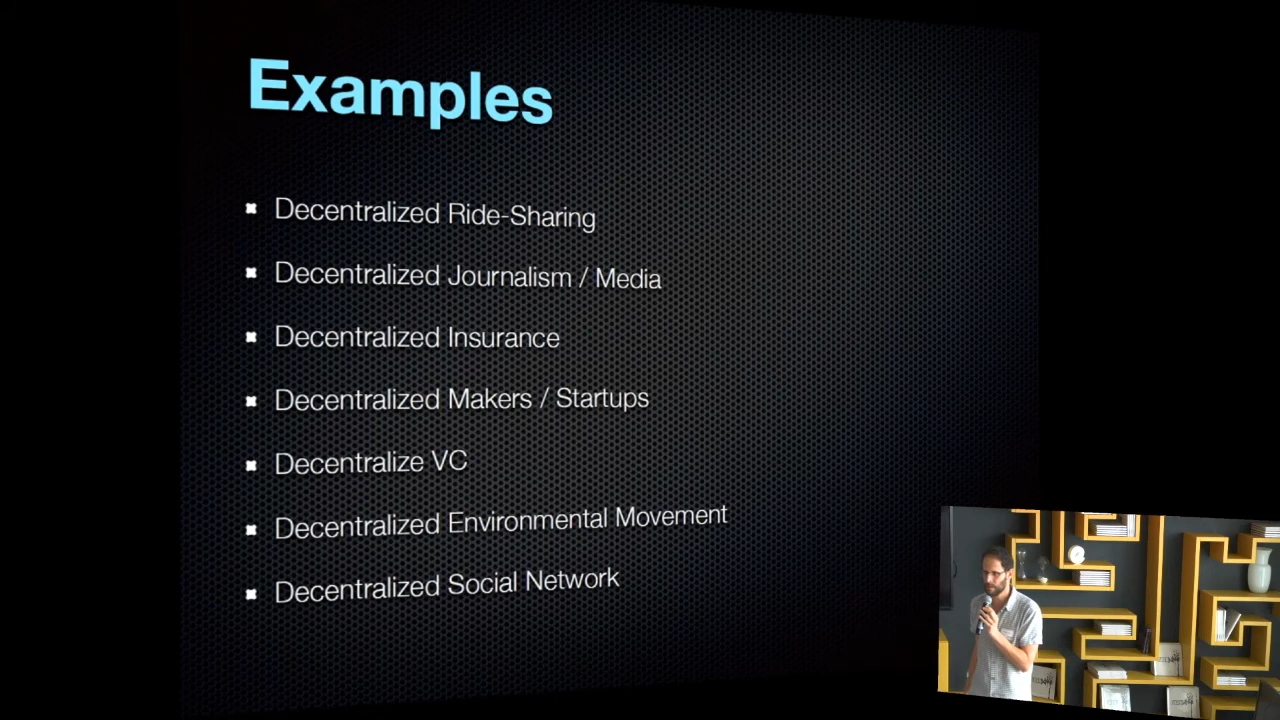 Examples
Decentralized Ride-Sharing
Decentralized Journalism / Media
Decentralized Insurance
Decentralized Makers / Startups
Decentralize VC
Decentralized Environmental Movement
Decentralized Social Network